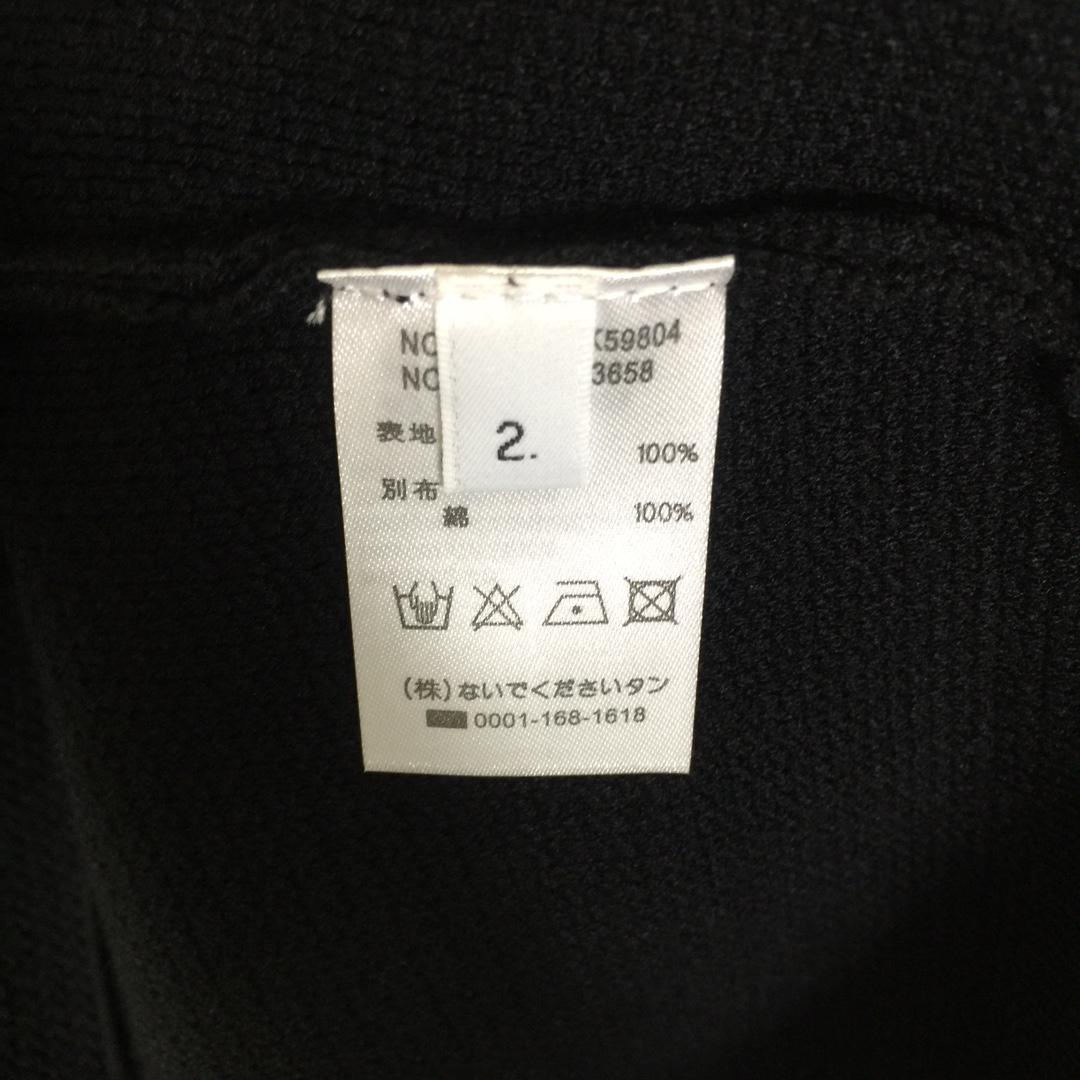 NO K59804
NO 3658
2.
表地 100%
別布
綿 100%
(株)ないでくださいタン
0001-168-1618